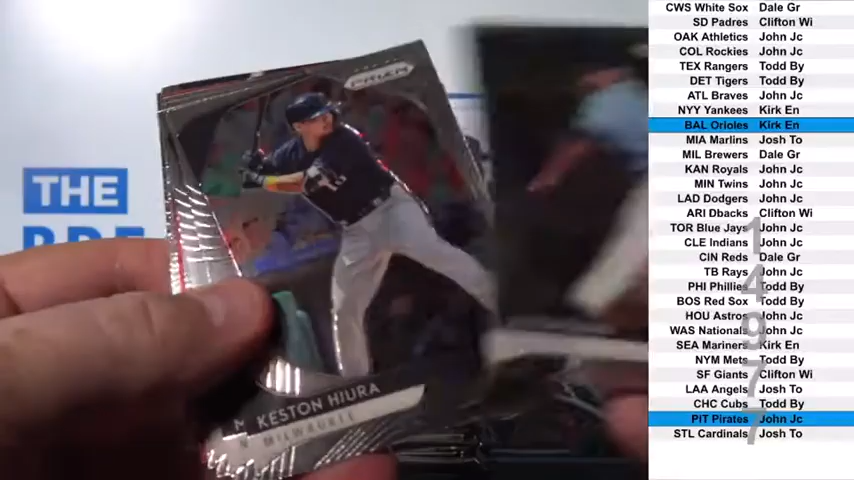 PRIZM
THE
KESTON HIURA
MILWAUKEE
CWS White Sox Dale Gr
SD Padres Clifton Wi
OAK Athletics John Jc
COL Rockies John Jc
TEX Rangers Todd By
DET Tigers Todd By
ATL Braves John Jc
NYY Yankees Kirk En
BAL Orioles Kirk En
MIA Marlins Josh To
MIL Brewers Dale Gr
KAN Royals John Jc
MIN Twins John Jc
LAD Dodgers John Jc
ARI Dbacks Clifton Wi
TOR Blue Jays John Jc
CLE Indians John Jc
CIN Reds Dale Gr
TB Rays John Jc
PHI Phillies Todd By
BOS Red Sox Todd By
HOU Astros John Jc
WAS Nationals John Jc
SEA Mariners Kirk En
NYM Mets Todd By
SF Giants Clifton Wi
LAA Angels Josh To
CHC Cubs Todd By
PIT Pirates John Jc
STL Cardinals Josh To
1
4
9
7
7